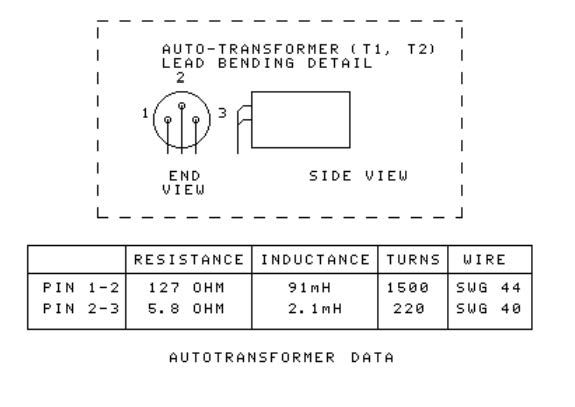 AUTO-TRANSFORMER (T1, T2)
LEAD BENDING DETAIL
2
1 3
END SIDE VIEW
VIEW
RESISTANCE INDUCTANCE TURNS WIRE
PIN 1-2 127 OHM 91mH 1500 SWG 44
PIN 2-3 5.8 OHM 2.1mH 220 SWG 40
AUTOTRANSFORMER DATA